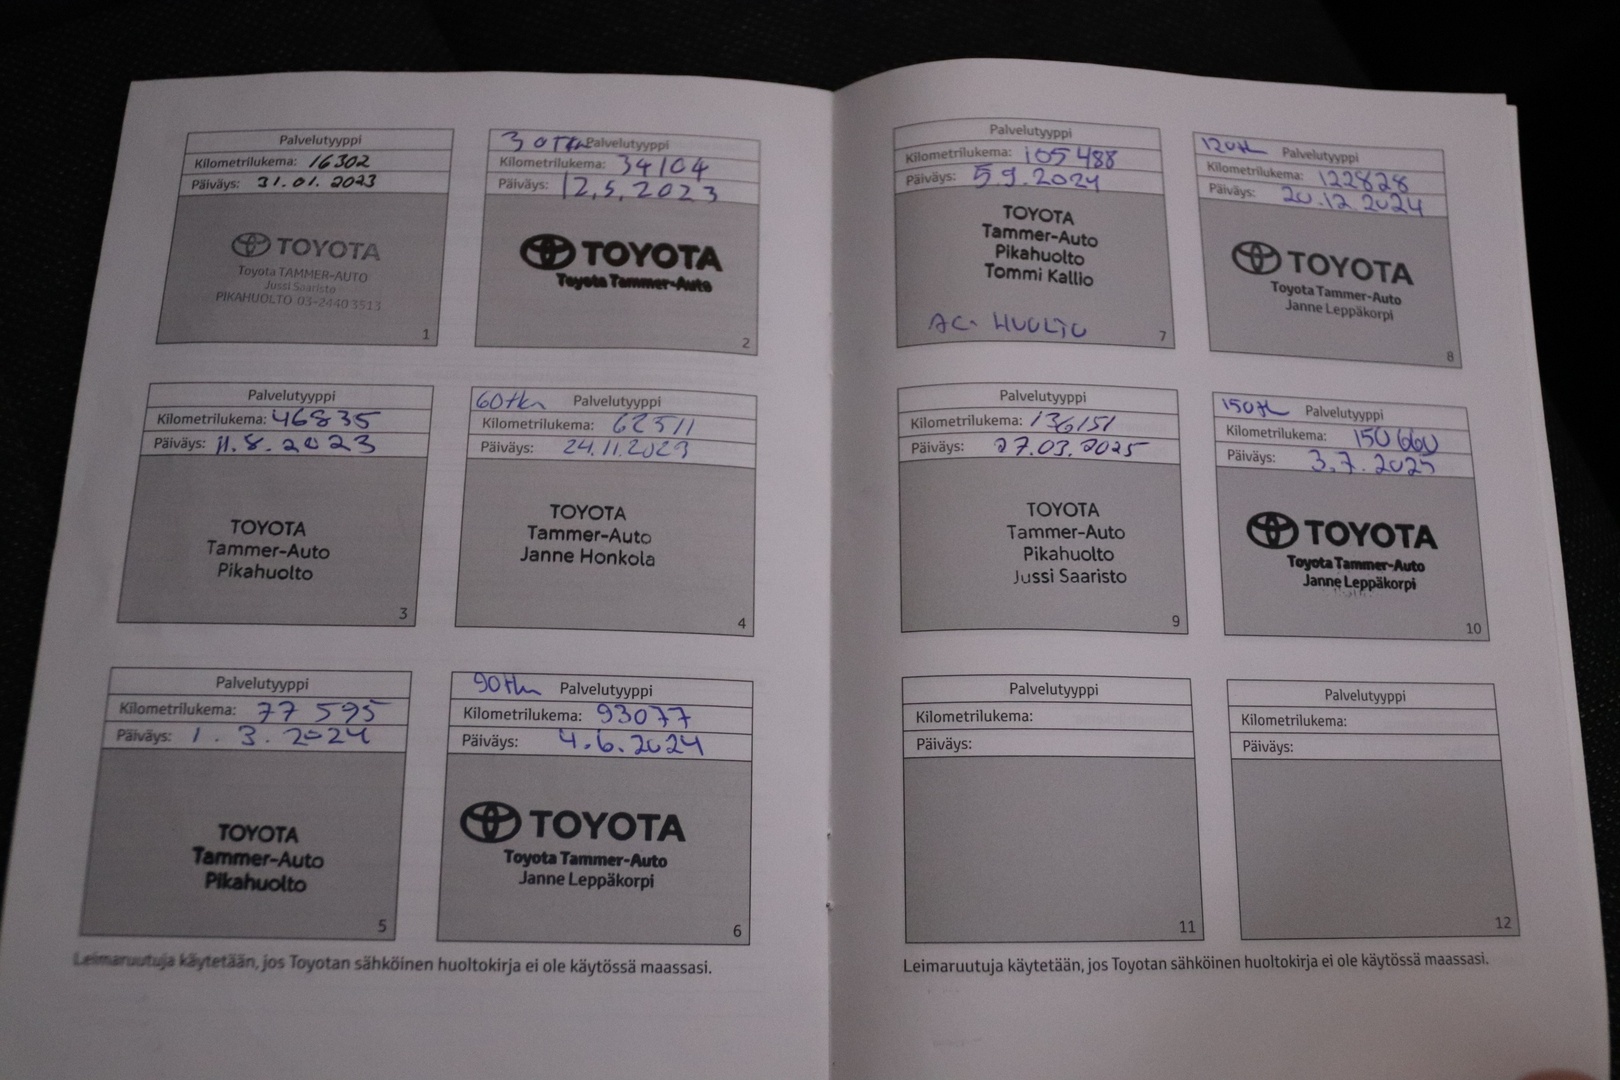 Palvelutyyppi
Kilometrilukema: 16302
Päiväys: 31.01.2023
TOYOTA
Toyota TAMMER-AUTO
Jussi Saaristo
PIKAHUOLTO 03-2440 3513
1
30Tkm Palvelutyyppi
Kilometrilukema: 34104
Päiväys: 12.5.2023
TOYOTA
Toyota Tammer-Auto
2
Palvelutyyppi
Kilometrilukema: 46835
Päiväys: 11.8.2023
TOYOTA
Tammer-Auto
Pikahuolto
3
60tkm Palvelutyyppi
Kilometrilukema: 62511
Päiväys: 24.11.2023
TOYOTA
Tammer-Auto
Janne Honkola
4
Palvelutyyppi
Kilometrilukema: 77 595
Päiväys: 1.3.2024
TOYOTA
Tammer-Auto
Pikahuolto
5
90tkm Palvelutyyppi
Kilometrilukema: 93077
Päiväys: 4.6.2024
TOYOTA
Toyota Tammer-Auto
Janne Leppäkorpi
6
Leimaruutuja käytetään, jos Toyotan sähköinen huoltokirja ei ole käytössä maassasi.
Palvelutyyppi
Kilometrilukema: 105 488
Päiväys: 5.9.2024
TOYOTA
Tammer-Auto
Pikahuolto
Tommi Kallio
AC-HUOLTO
7
120tk Palvelutyyppi
Kilometrilukema: 122828
Päiväys: 20.12.2024
TOYOTA
Toyota Tammer-Auto
Janne Leppäkorpi
8
Palvelutyyppi
Kilometrilukema: 136151
Päiväys: 27.03.2025
TOYOTA
Tammer-Auto
Pikahuolto
Jussi Saaristo
9
150tk Palvelutyyppi
Kilometrilukema: 150 660
Päiväys: 3.7.2025
TOYOTA
Toyota Tammer-Auto
Janne Leppäkorpi
10
Palvelutyyppi
Kilometrilukema:
Päiväys:
11
Palvelutyyppi
Kilometrilukema:
Päiväys:
12
Leimaruutuja käytetään, jos Toyotan sähköinen huoltokirja ei ole käytössä maassasi.